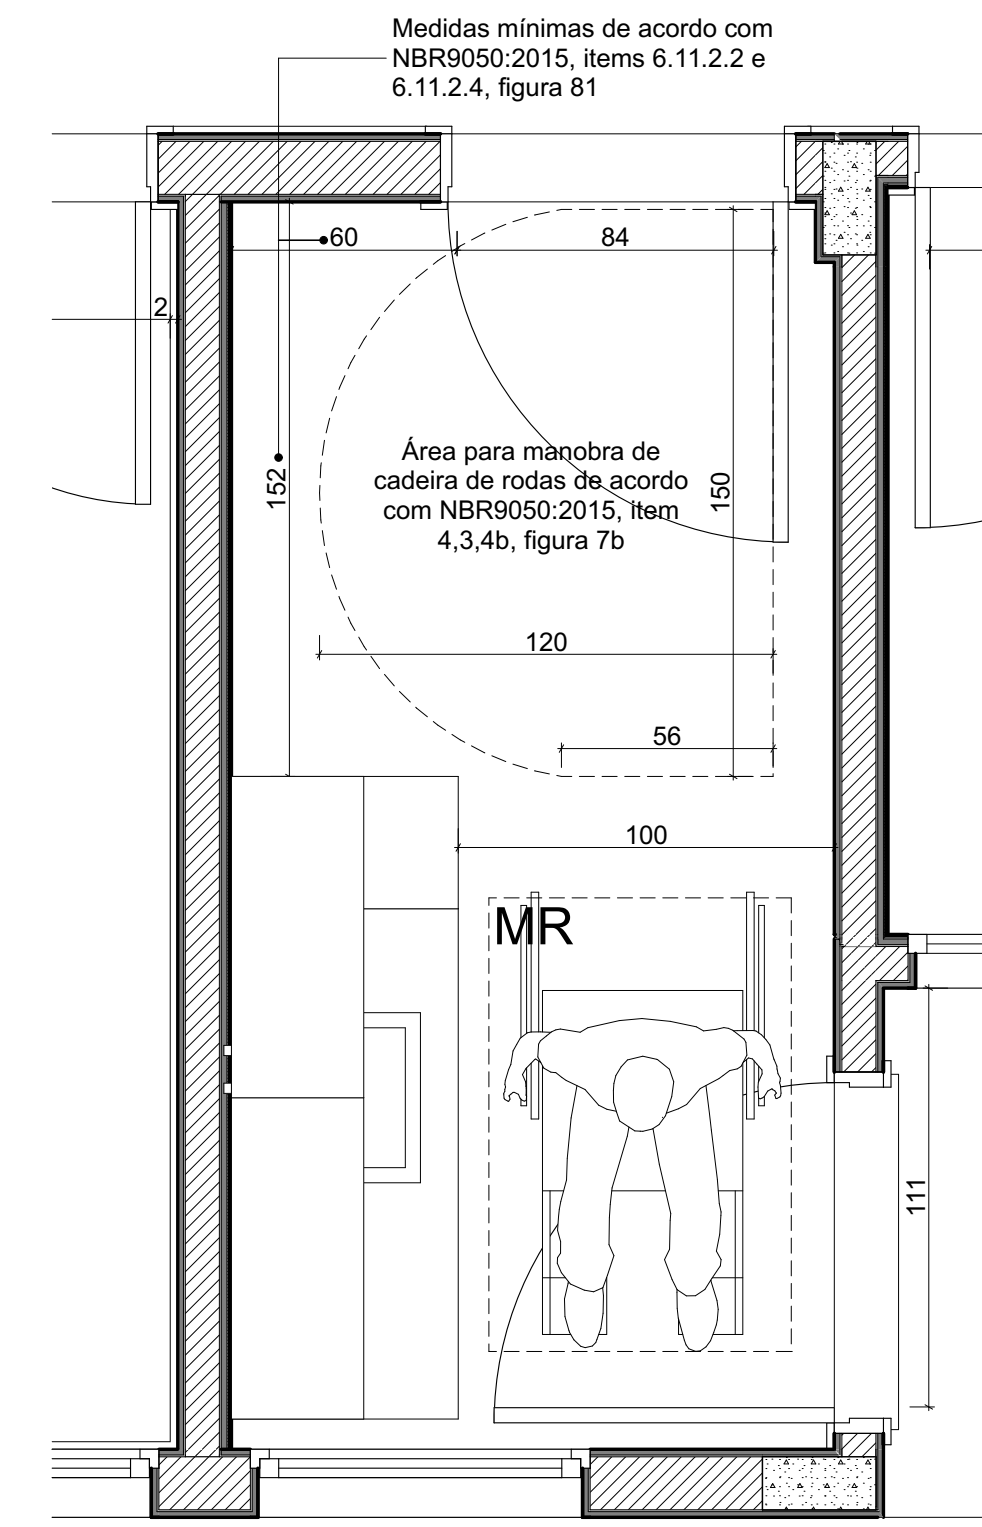 Medidas mínimas de acordo com
NBR9050:2015, items 6.11.2.2 e
6.11.2.4, figura 81
60
84
2
Área para manobra de
cadeira de rodas de acordo
com NBR9050:2015, item
4,3,4b, figura 7b
152
150
120
56
100
MR
111